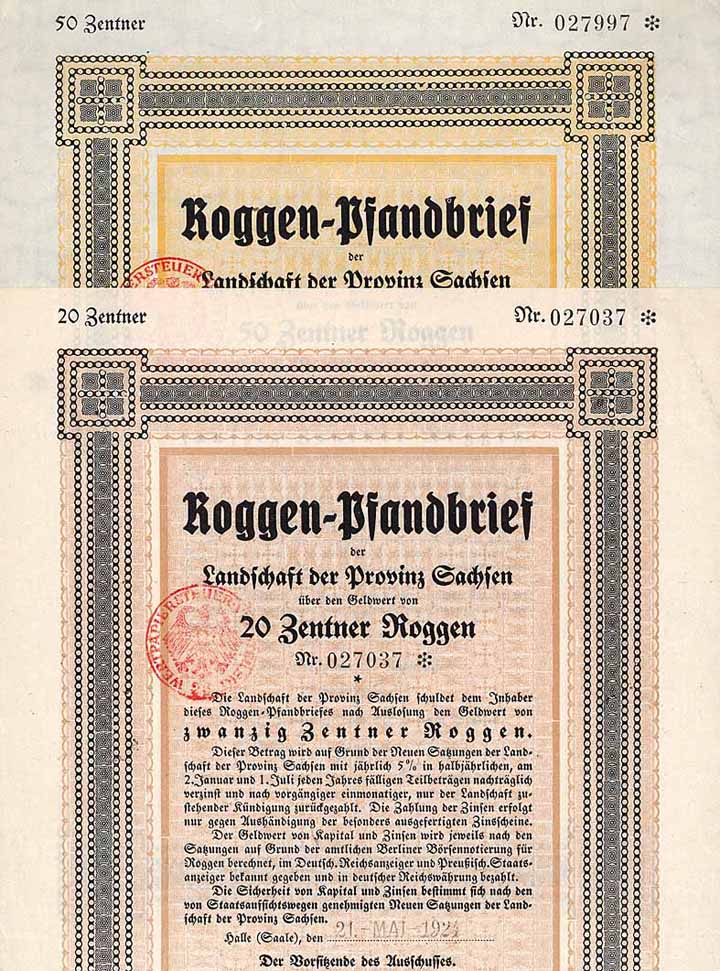 50 Zentner Nr. 027997 ✻
Roggen-Pfandbrief
der
Landschaft der Provinz Sachsen
über den Geldwert von
50 Zentner Roggen
20 Zentner Nr. 027037 ✻
Roggen-Pfandbrief
der
Landschaft der Provinz Sachsen
über den Geldwert von
20 Zentner Roggen
Nr. 027037 ✻
*
Die Landschaft der Provinz Sachsen schuldet dem Inhaber
dieses Roggen-Pfandbriefes nach Auslosung den Geldwert von
zwanzig Zentner Roggen.
Dieser Betrag wird auf Grund der Neuen Satzungen der Land-
schaft der Provinz Sachsen mit jährlich 5% in halbjährlichen, am
2. Januar und 1. Juli jeden Jahres fälligen Teilbeträgen nachträglich
verzinst und nach vorgängiger einmonatiger, nur der Landschaft zu-
stehender Kündigung zurückgezahlt. Die Zahlung der Zinsen erfolgt
nur gegen Aushändigung der besonders ausgefertigten Zinsscheine.
Der Geldwert von Kapital und Zinsen wird jeweils nach den
Satzungen auf Grund der amtlichen Berliner Börsennotierung für
Roggen berechnet, im Deutsch. Reichsanzeiger und Preußisch. Staats-
anzeiger bekannt gegeben und in deutscher Reichswährung bezahlt.
Die Sicherheit von Kapital und Zinsen bestimmt sich nach den
von Staatsaufsichtswegen genehmigten Neuen Satzungen der Land-
schaft der Provinz Sachsen.
Halle (Saale), den 21.-MAI-1924
Der Vorsitzende des Ausschusses.
WERTPAPIERSTEUER